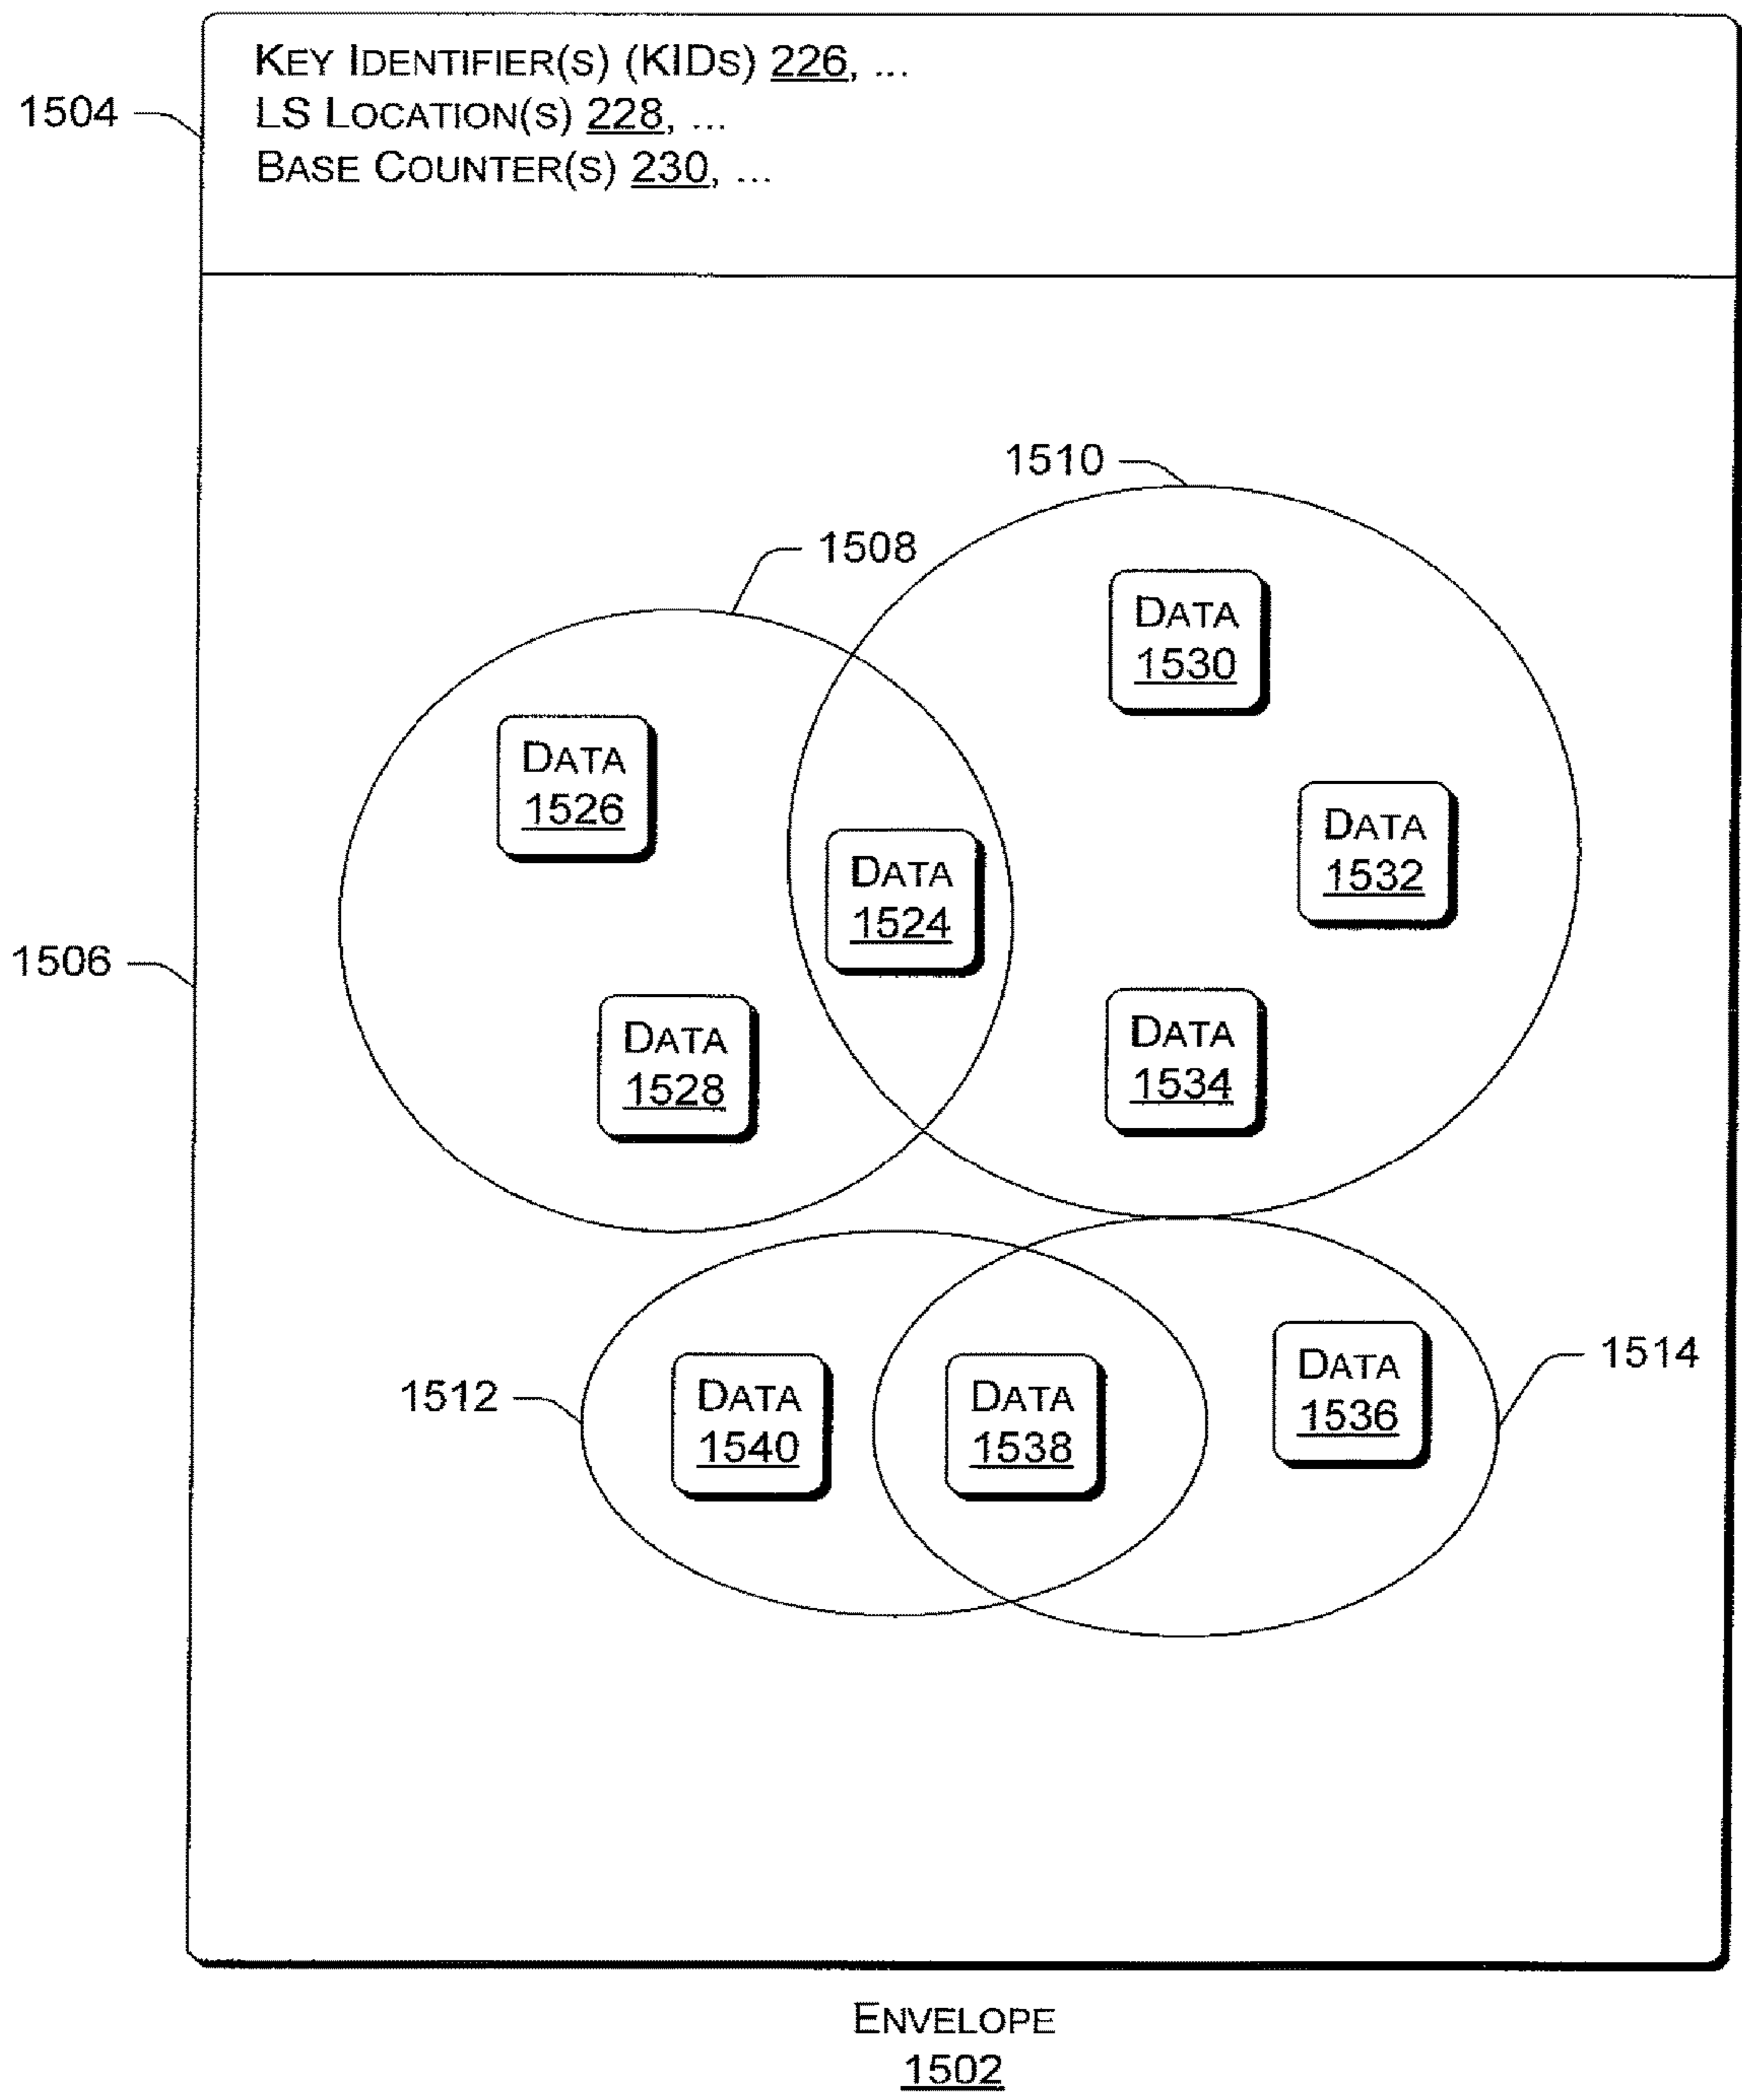 KEY IDENTIFIER(S) (KIDS) 226, ...
1504
LS LOCATION(S) 228, ...
BASE COUNTER(S) 230, ...
1510
1508
DATA
1530
DATA
1526
DATA
1532
DATA
1524
1506
DATA
1528
DATA
1534
1514
DATA
1536
1512
DATA
1540
DATA
1538
ENVELOPE
1502